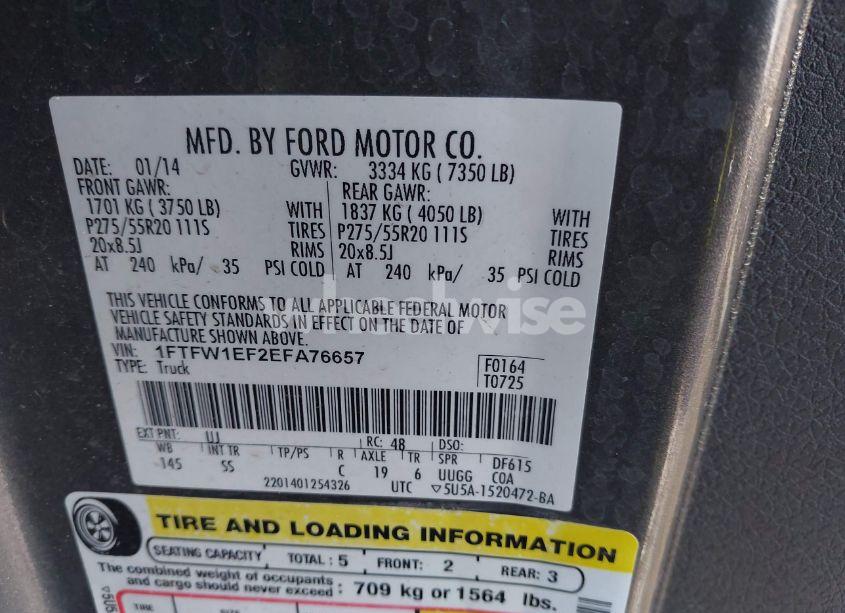 MFD. BY FORD MOTOR CO.
DATE: 01/14 GVWR: 3334 KG ( 7350 LB)
FRONT GAWR: REAR GAWR:
1701 KG ( 3750 LB) WITH 1837 KG ( 4050 LB) WITH
P275/55R20 111S TIRES P275/55R20 111S TIRES
20x8.5J RIMS 20x8.5J RIMS
AT 240 kPa/ 35 PSI COLD AT 240 kPa/ 35 PSI COLD
THIS VEHICLE CONFORMS TO ALL APPLICABLE FEDERAL MOTOR
VEHICLE SAFETY STANDARDS IN EFFECT ON THE DATE OF
MANUFACTURE SHOWN ABOVE.
VIN: 1FTFW1EF2EFA76657 F0164
TYPE: Truck T0725
EXT PNT: UJ RC: 48 DSO:
WB INT TR TP/PS R AXLE TR SPR DF615
145 SS C 19 6 UUGG COA
2201401254326 UTC ▽5U5A-1520472-BA
TIRE AND LOADING INFORMATION
SEATING CAPACITY TOTAL : 5 FRONT: 2 REAR: 3
The combined weight of occupants
and cargo should never exceed : 709 kg or 1564 lbs.
TIRE SIZE